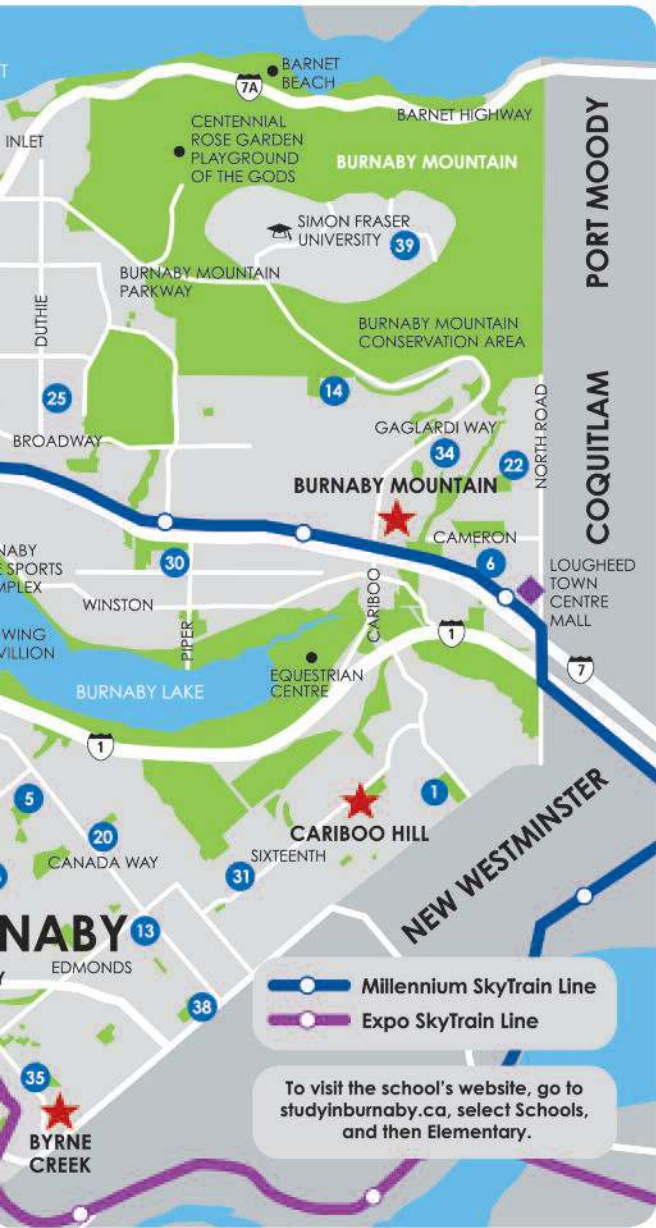 T
BARNET
BEACH
7A
BARNET HIGHWAY
INLET
CENTENNIAL
ROSE GARDEN
PLAYGROUND
OF THE GODS
BURNABY MOUNTAIN
PORT MOODY
SIMON FRASER
UNIVERSITY
39
BURNABY MOUNTAIN
PARKWAY
DUTHIE
BURNABY MOUNTAIN
CONSERVATION AREA
25
14
COQUITLAM
NORTH ROAD
GAGLARDI WAY
BROADWAY
34
22
BURNABY MOUNTAIN
CAMERON
NABY
E SPORTS
MPLEX
30
6
LOUGHEED
TOWN
CENTRE
MALL
WINSTON
CARIBOO
PIPER
1
WING
VILLION
EQUESTRIAN
CENTRE
7
BURNABY LAKE
1
5
1
NEW WESTMINSTER
20
CARIBOO HILL
CANADA WAY
SIXTEENTH
31
NABY
13
Y
EDMONDS
38
Millennium SkyTrain Line
Expo SkyTrain Line
35
To visit the school's website, go to
studyinburnaby.ca, select Schools,
and then Elementary.
BYRNE
CREEK